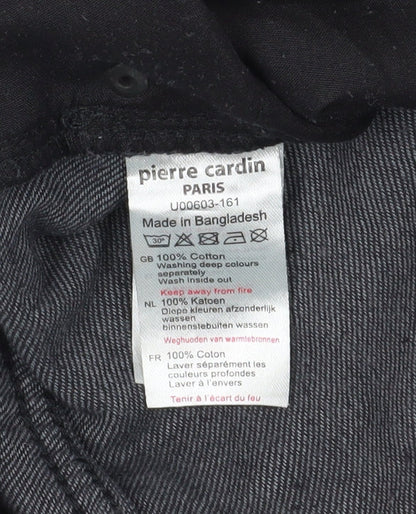 pierre cardin
PARIS
U00603-161
Made in Bangladesh
30°
GB 100% Cotton
Washing deep colours
separately
Wash inside out
Keep away from fire
NL 100% Katoen
Diepe kleuren afzonderlijk
wassen
binnenstebuiten wassen
Weghuoden van warmtebronnen
FR 100% Coton
Laver séparément les
couleurs profondes
Laver à l'envers
Tenir à l'écart du feu